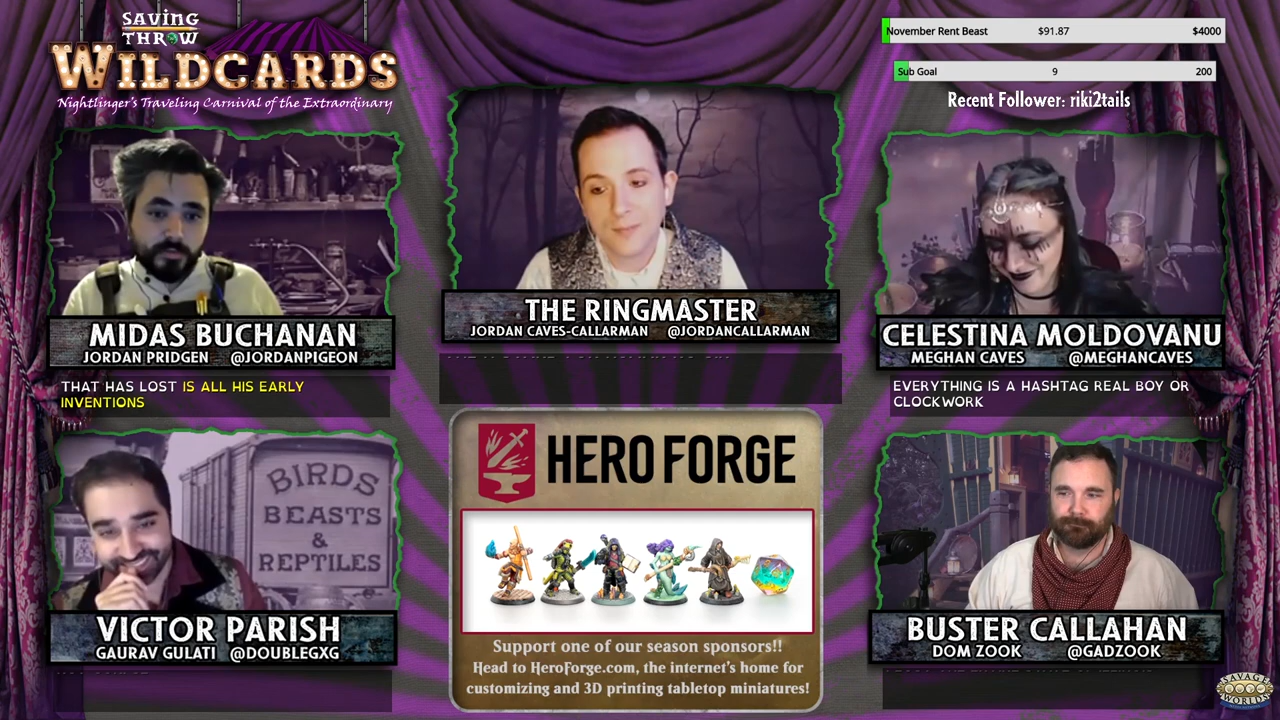 SAVING
THROW
WILDCARDS
Nightlinger's Traveling Carnival of the Extraordinary
November Rent Beast $91.87 $4000
Sub Goal 9 200
Recent Follower: riki2tails
MIDAS BUCHANAN
JORDAN PRIDGEN @JORDANPIGEON
THAT HAS LOST IS ALL HIS EARLY
INVENTIONS
THE RINGMASTER
JORDAN CAVES-CALLARMAN @JORDANCALLARMAN
CELESTINA MOLDOVANU
MEGHAN CAVES @MEGHANCAVES
EVERYTHING IS A HASHTAG REAL BOY OR
CLOCKWORK
BIRDS
BEASTS
&
REPTILES
VICTOR PARISH
GAURAV GULATI @DOUBLEGXG
HERO FORGE
Support one of our season sponsors!!
Head to HeroForge.com, the internet's home for
customizing and 3D printing tabletop miniatures!
BUSTER CALLAHAN
DOM ZOOK @GADZOOK
SAVAGE
WORLDS